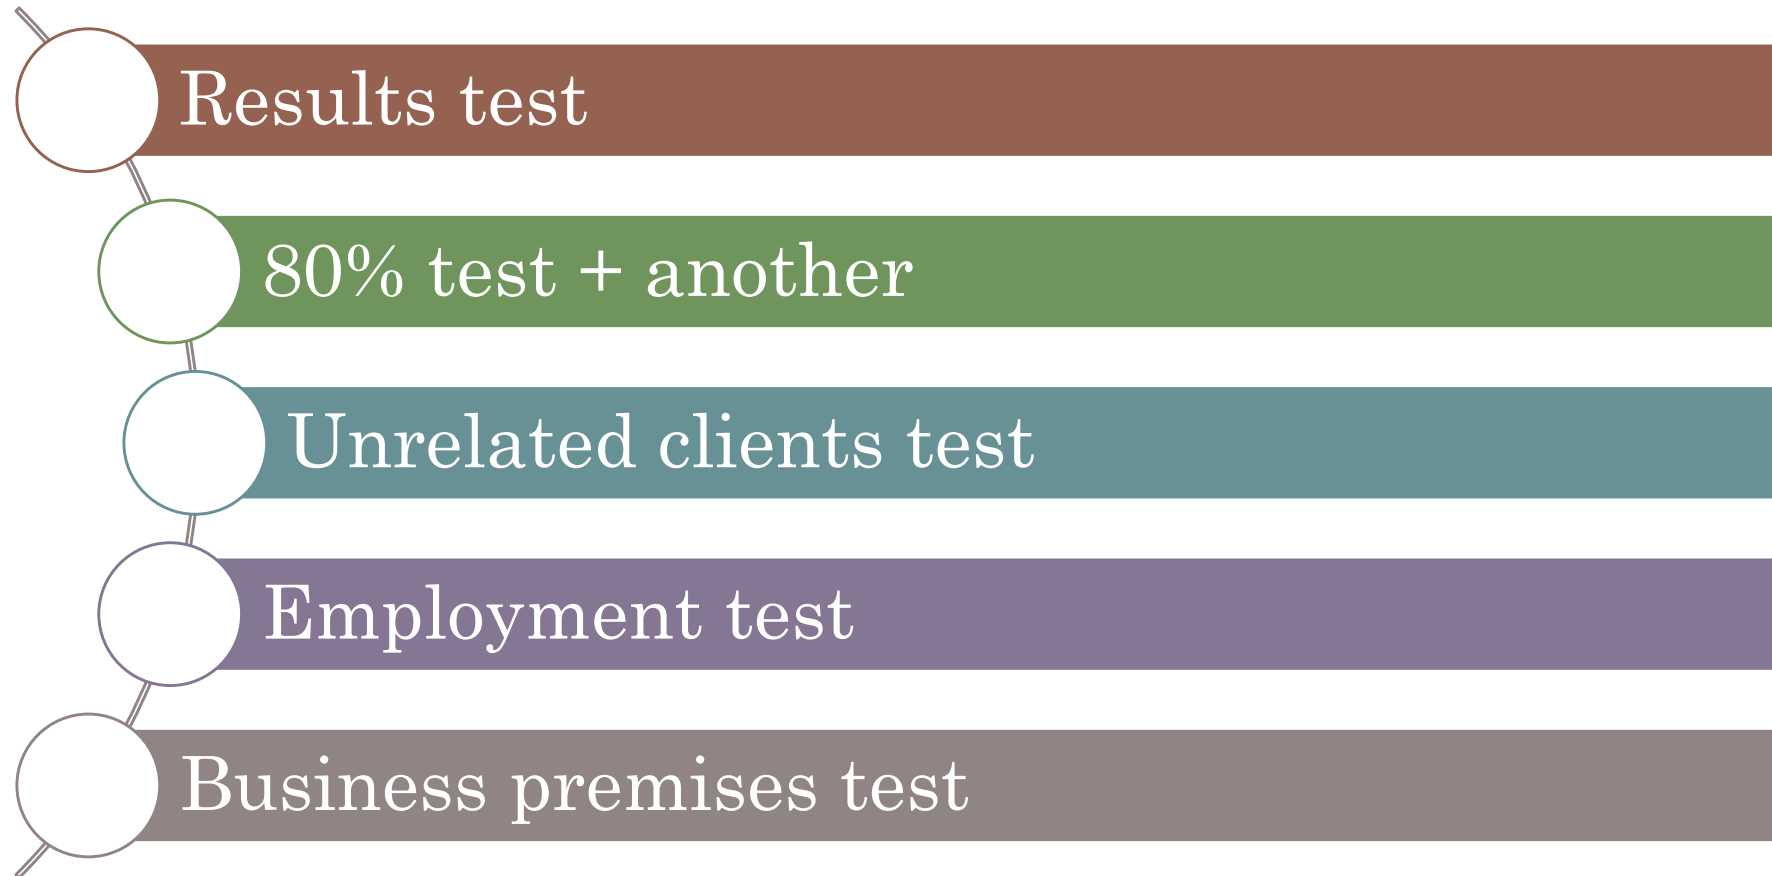 Results test
80% test + another
Unrelated clients test
Employment test
Business premises test